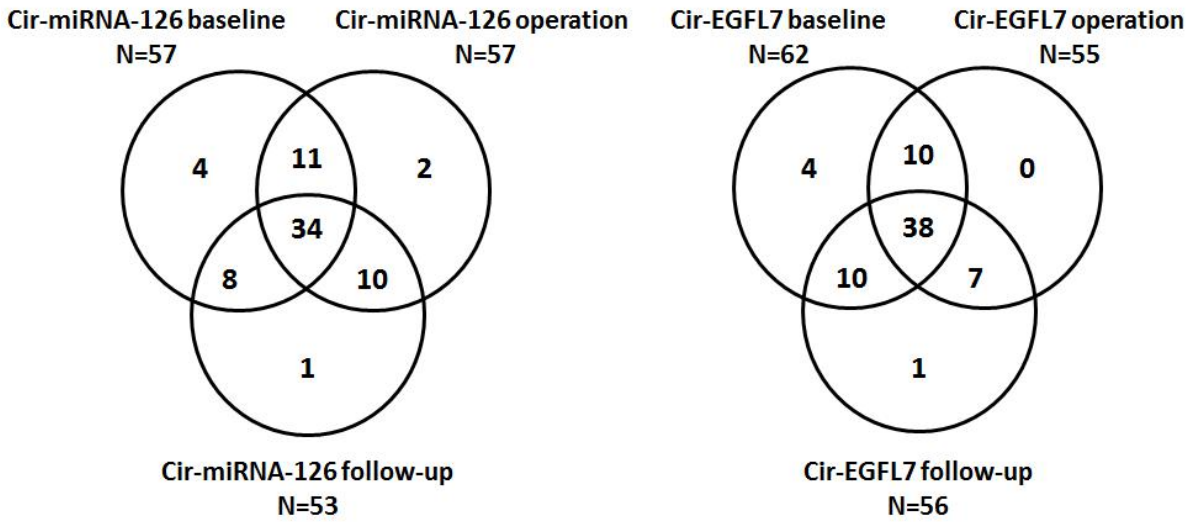 Cir-miRNA-126 baseline
N=57
Cir-miRNA-126 operation
N=57
4
11
2
34
8
10
1
Cir-miRNA-126 follow-up
N=53
Cir-EGFL7 baseline
N=62
Cir-EGFL7 operation
N=55
4
10
0
38
10
7
1
Cir-EGFL7 follow-up
N=56